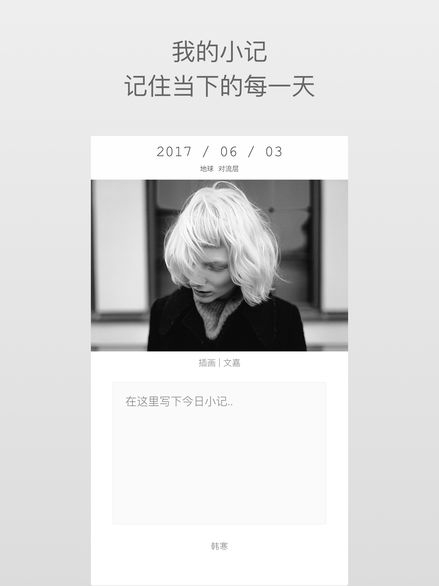 我的小记
记住当下的每一天
2017 / 06 / 03
地球 对流层
插画 | 文嘉
在这里写下今日小记..
韩寒